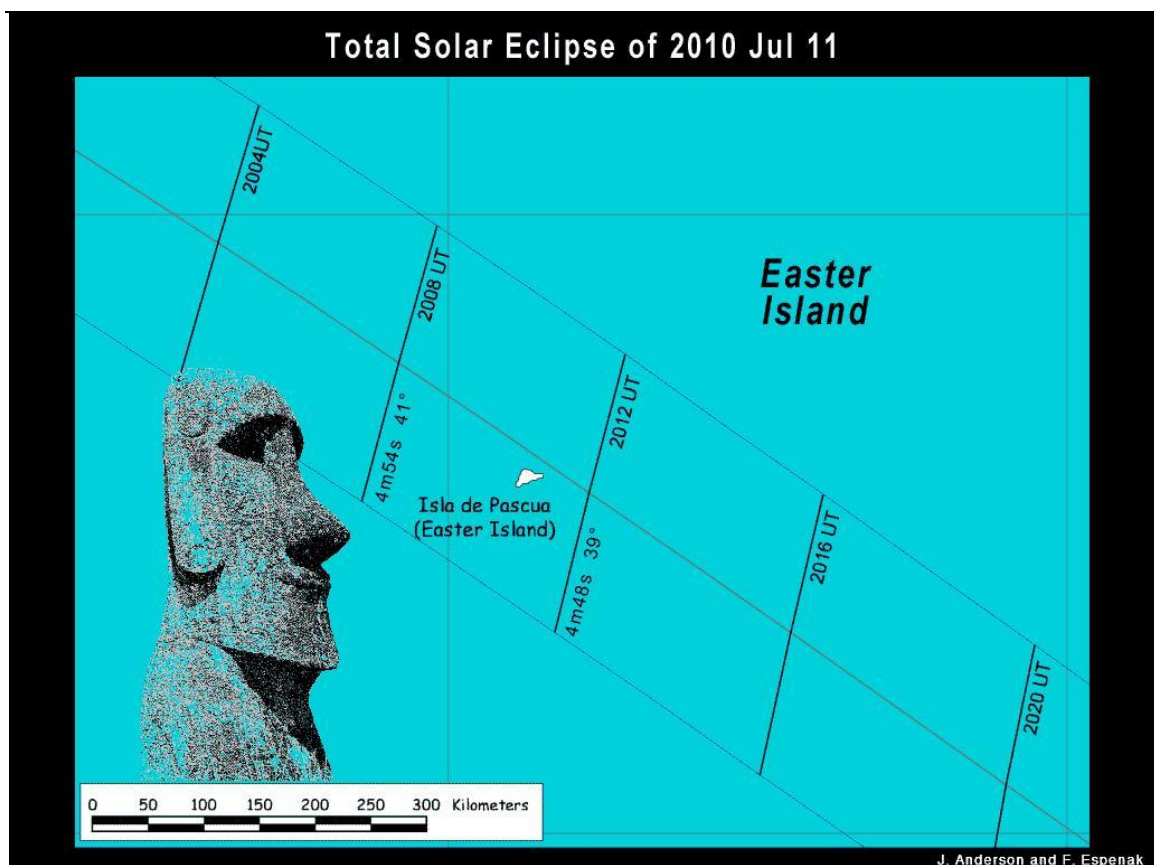 Total Solar Eclipse of 2010 Jul 11
2004UT
2008 UT
Easter
Island
2012 UT
4m54s 41°
Isla de Pascua
(Easter Island)
2016 UT
4m48s 39°
2020 UT
0 50 100 150 200 250 300 Kilometers
J. Anderson and F. Espenak